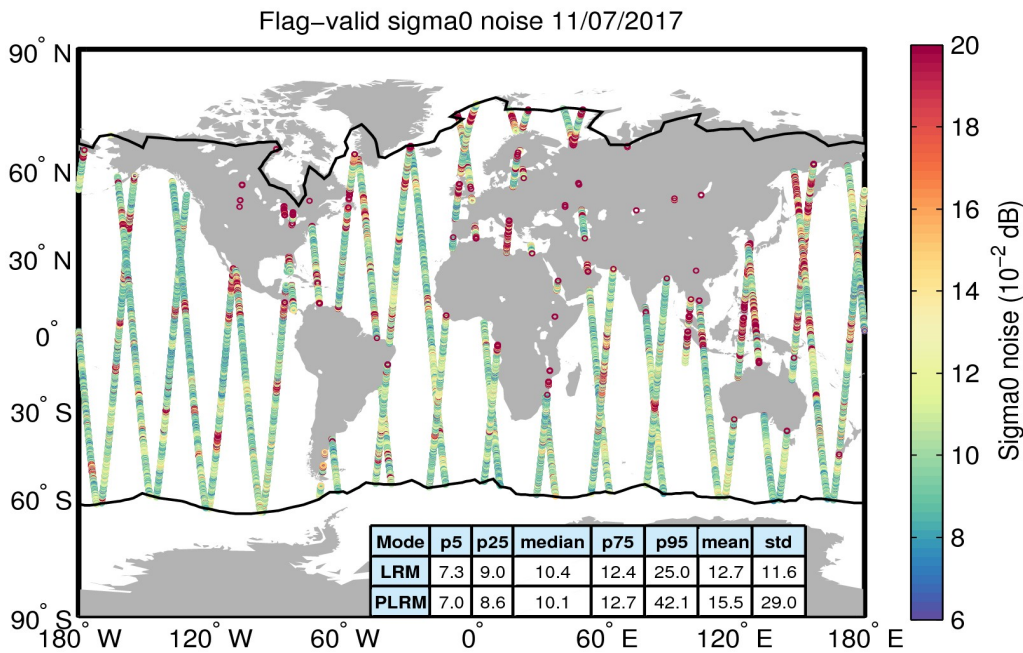 Flag−valid sigma0 noise 11/07/2017
90° N
60° N
30° N
0°
30° S
60° S
90° S
180° W 120° W 60° W 0° 60° E 120° E 180° E
Mode p5 p25 median p75 p95 mean std
LRM 7.3 9.0 10.4 12.4 25.0 12.7 11.6
PLRM 7.0 8.6 10.1 12.7 42.1 15.5 29.0
20
18
16
14
12
10
8
6
Sigma0 noise (10⁻² dB)